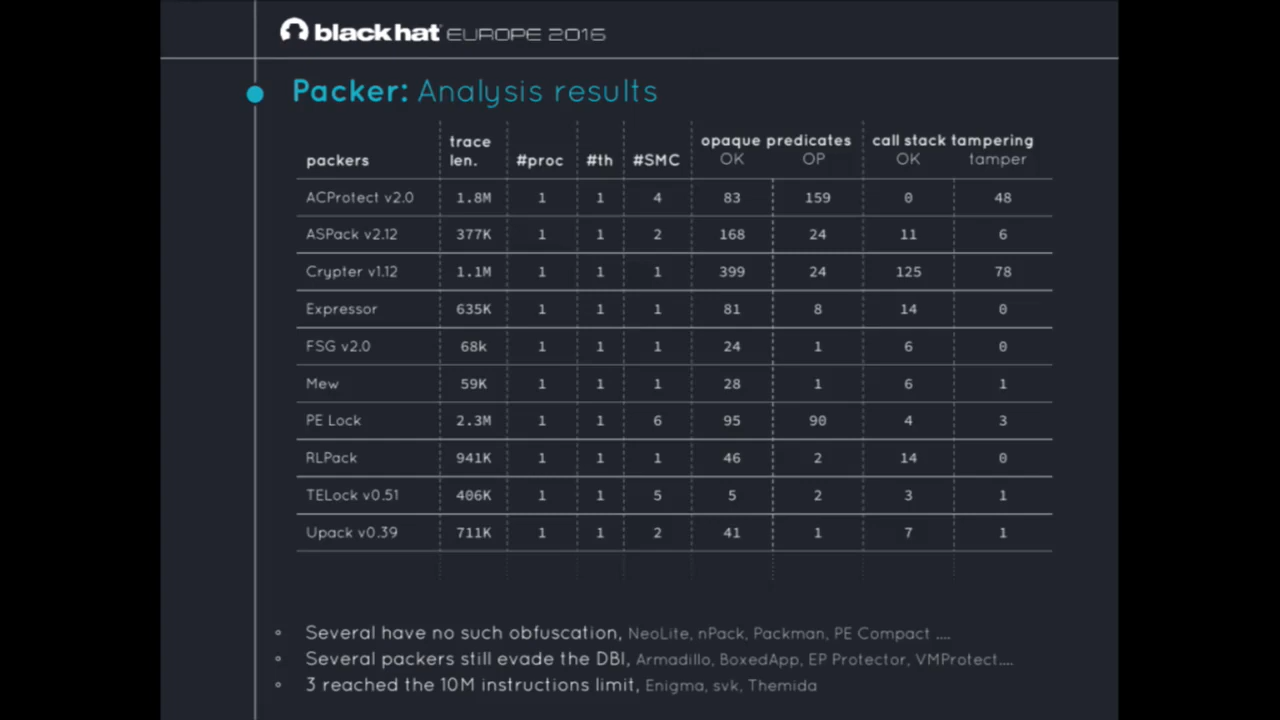 black hat EUROPE 2016
Packer: Analysis results
packers trace len. #proc #th #SMC opaque predicates OK OP call stack tampering OK tamper
ACProtect v2.0 1.8M 1 1 4 83 159 0 48
ASPack v2.12 377K 1 1 2 168 24 11 6
Crypter v1.12 1.1M 1 1 1 399 24 125 78
Expressor 635K 1 1 1 81 8 14 0
FSG v2.0 68k 1 1 1 24 1 6 0
Mew 59K 1 1 1 28 1 6 1
PE Lock 2.3M 1 1 6 95 90 4 3
RLPack 941K 1 1 1 46 2 14 0
TELock v0.51 406K 1 1 5 5 2 3 1
Upack v0.39 711K 1 1 2 41 1 7 1
◦ Several have no such obfuscation, NeoLite, nPack, Packman, PE Compact ....
◦ Several packers still evade the DBI, Armadillo, BoxedApp, EP Protector, VMProtect....
◦ 3 reached the 10M instructions limit, Enigma, svk, Themida